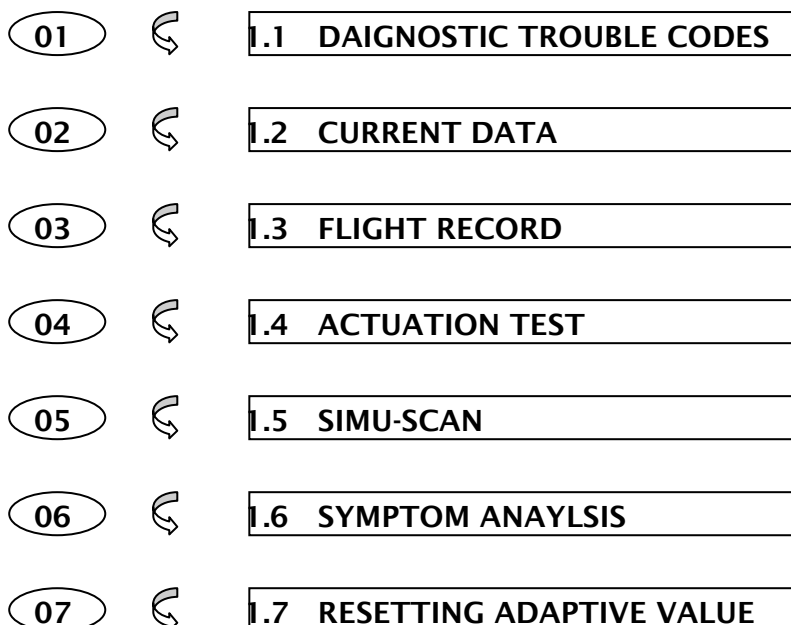 01 1.1 DAIGNOSTIC TROUBLE CODES
02 1.2 CURRENT DATA
03 1.3 FLIGHT RECORD
04 1.4 ACTUATION TEST
05 1.5 SIMU-SCAN
06 1.6 SYMPTOM ANAYLSIS
07 1.7 RESETTING ADAPTIVE VALUE